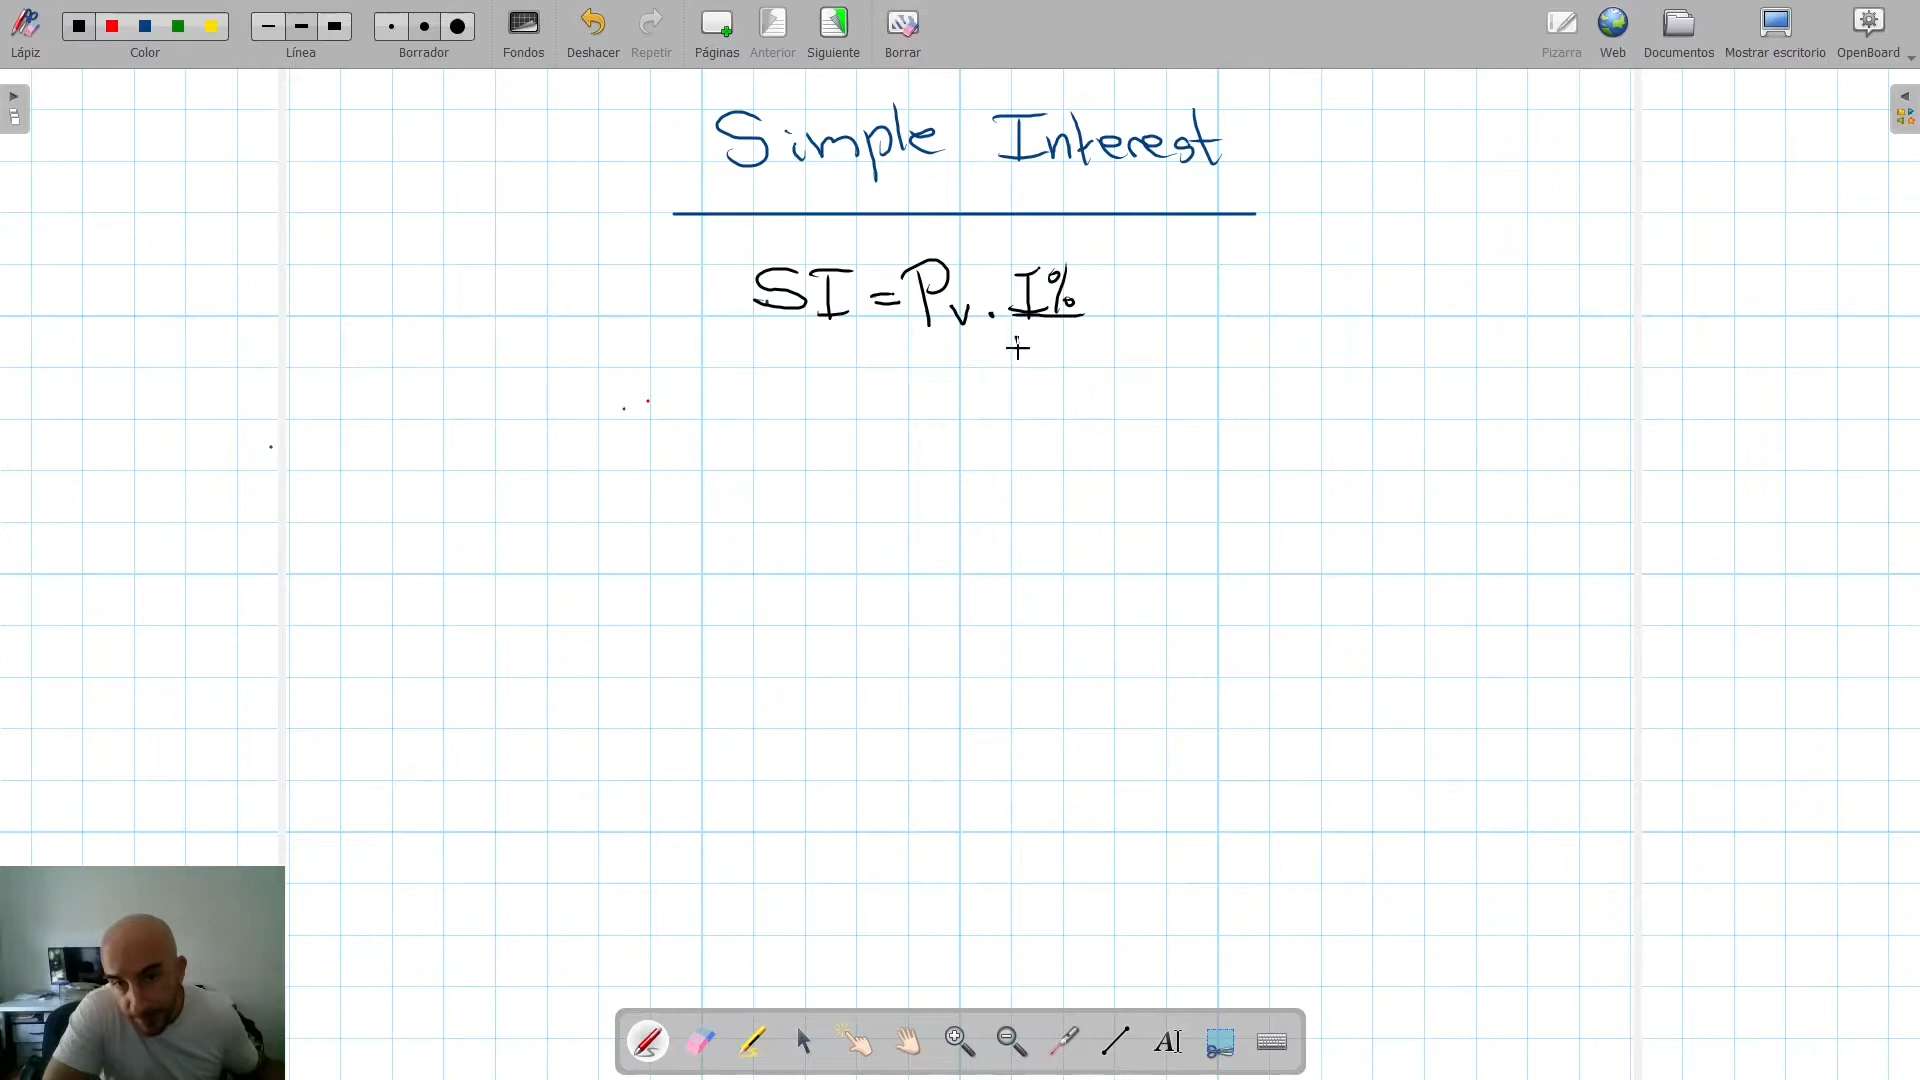 Lápiz Color Línea Borrador Fondos Deshacer Repetir Páginas Anterior Siguiente Borrar Pizarra Web Documentos Mostrar escritorio OpenBoard
Simple Interest
SI = Pv . I%